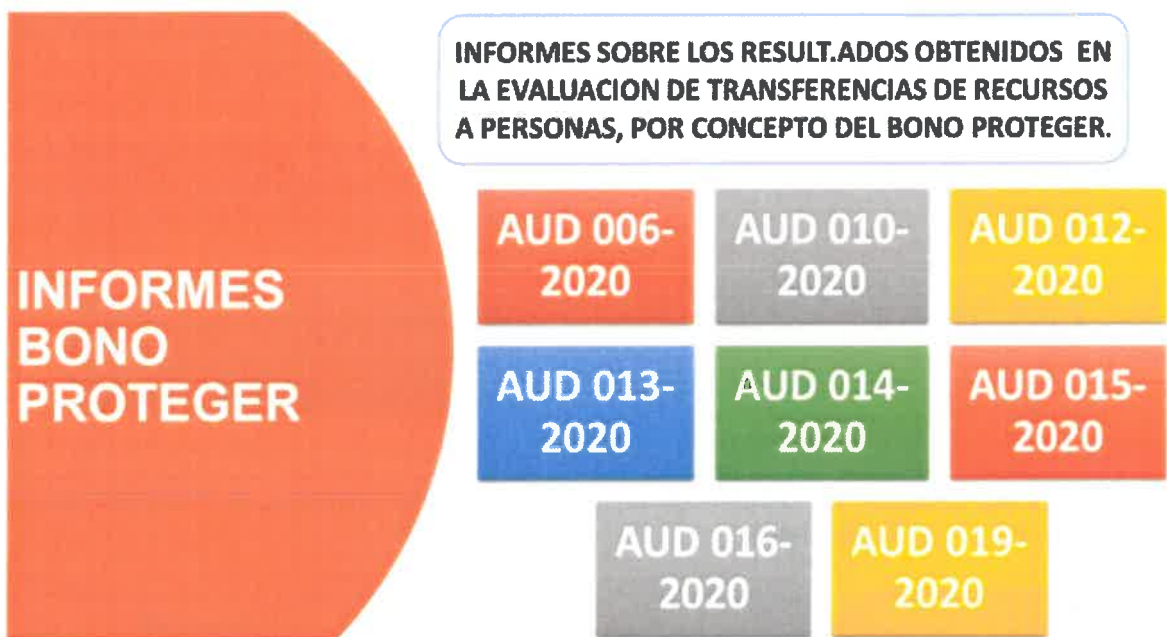 INFORMES
BONO
PROTEGER
INFORMES SOBRE LOS RESULT.ADOS OBTENIDOS EN
LA EVALUACION DE TRANSFERENCIAS DE RECURSOS
A PERSONAS, POR CONCEPTO DEL BONO PROTEGER.
AUD 006-
2020
AUD 010-
2020
AUD 012-
2020
AUD 013-
2020
AUD 014-
2020
AUD 015-
2020
AUD 016-
2020
AUD 019-
2020